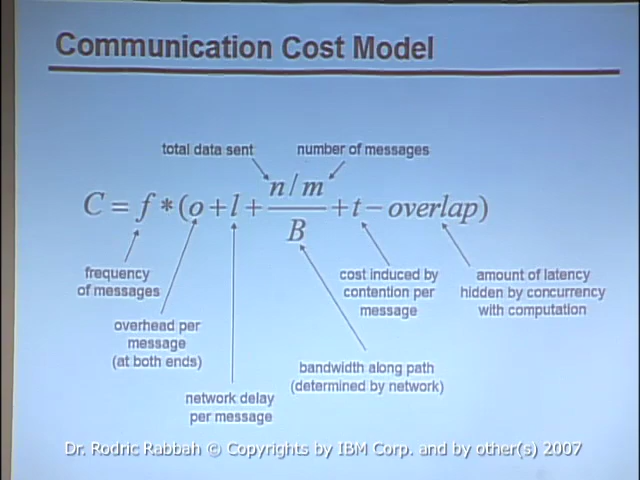 Communication Cost Model
total data sent
number of messages
C = f * (o + l + n / m / B + t − overlap)
frequency
of messages
cost induced by
contention per
message
amount of latency
hidden by concurrency
with computation
overhead per
message
(at both ends)
bandwidth along path
(determined by network)
network delay
per message
Dr. Rodric Rabbah © Copyrights by IBM Corp. and by other(s) 2007